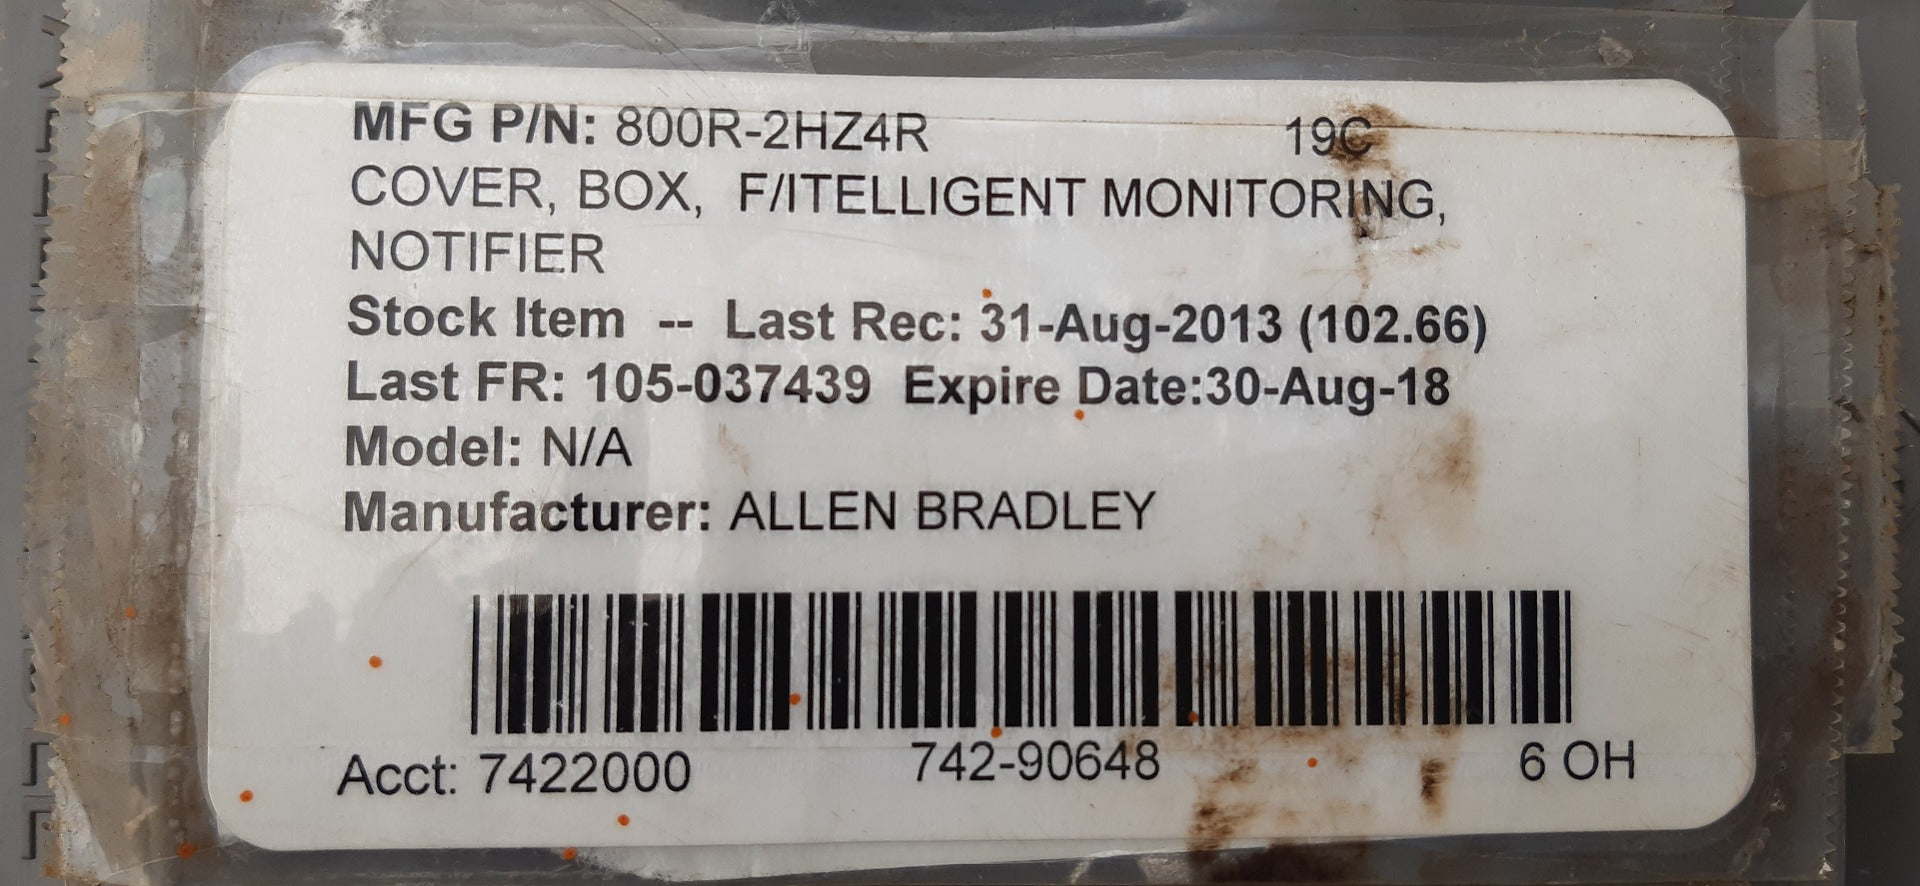 MFG P/N: 800R-2HZ4R 19C
COVER, BOX, F/ITELLIGENT MONITORING,
NOTIFIER
Stock Item -- Last Rec: 31-Aug-2013 (102.66)
Last FR: 105-037439 Expire Date:30-Aug-18
Model: N/A
Manufacturer: ALLEN BRADLEY
Acct: 7422000 742-90648 6 OH